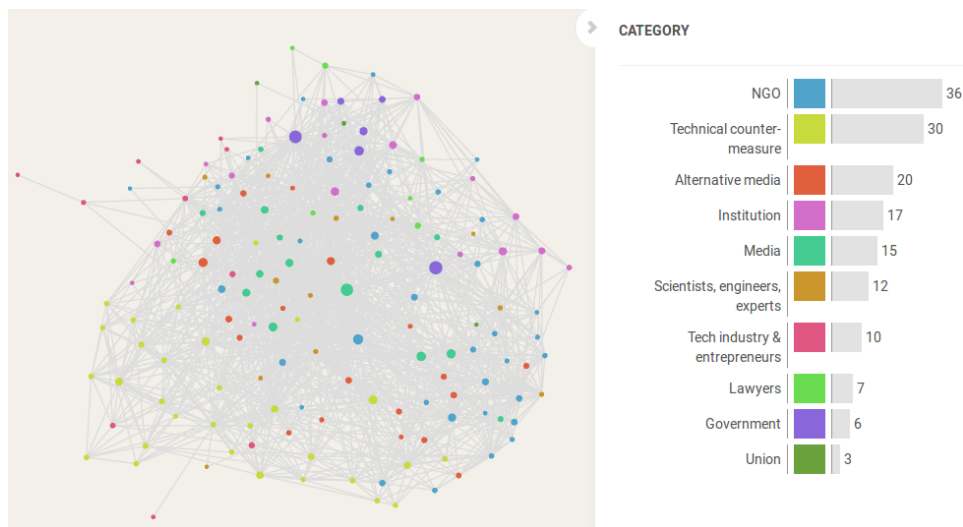 CATEGORY
NGO
36
Technical counter-
measure
30
Alternative media
20
Institution
17
Media
15
Scientists, engineers,
experts
12
Tech industry &
entrepreneurs
10
Lawyers
7
Government
6
Union
3